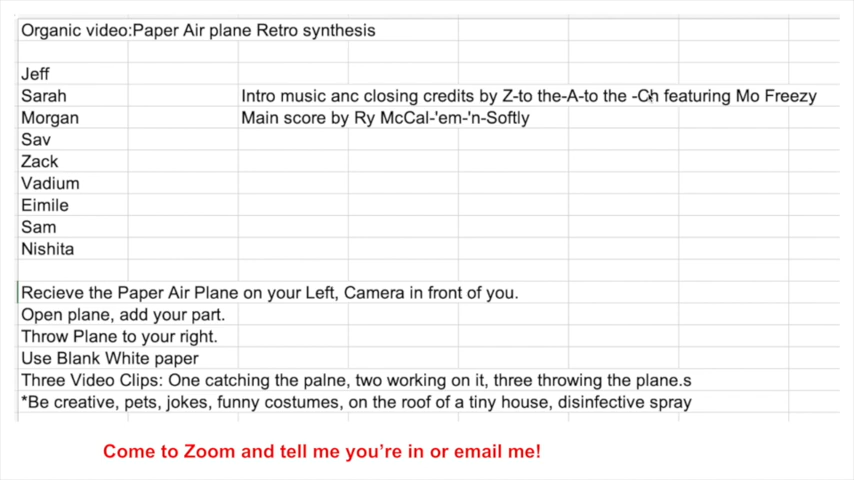 Organic video:Paper Air plane Retro synthesis
Jeff
Sarah Intro music anc closing credits by Z-to the-A-to the -Ch featuring Mo Freezy
Morgan Main score by Ry McCal-'em-'n-Softly
Sav
Zack
Vadium
Eimile
Sam
Nishita
Recieve the Paper Air Plane on your Left, Camera in front of you.
Open plane, add your part.
Throw Plane to your right.
Use Blank White paper
Three Video Clips: One catching the palne, two working on it, three throwing the plane.s
*Be creative, pets, jokes, funny costumes, on the roof of a tiny house, disinfective spray
Come to Zoom and tell me you’re in or email me!